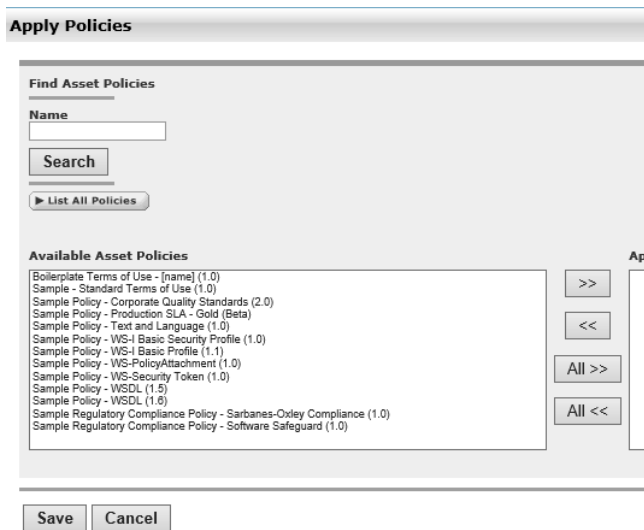 Apply Policies
Find Asset Policies
Name
Search
List All Policies
Available Asset Policies
Ap
Boilerplate Terms of Use - [name] (1.0)
Sample - Standard Terms of Use (1.0)
Sample Policy - Corporate Quality Standards (2.0)
Sample Policy - Production SLA - Gold (Beta)
Sample Policy - Text and Language (1.0)
Sample Policy - WS-I Basic Security Profile (1.0)
Sample Policy - WS-I Basic Profile (1.1)
Sample Policy - WS-PolicyAttachment (1.0)
Sample Policy - WS-Security Token (1.0)
Sample Policy - WSDL (1.5)
Sample Policy - WSDL (1.6)
Sample Regulatory Compliance Policy - Sarbanes-Oxley Compliance (1.0)
Sample Regulatory Compliance Policy - Software Safeguard (1.0)
>>
<<
All >>
All <<
Save Cancel